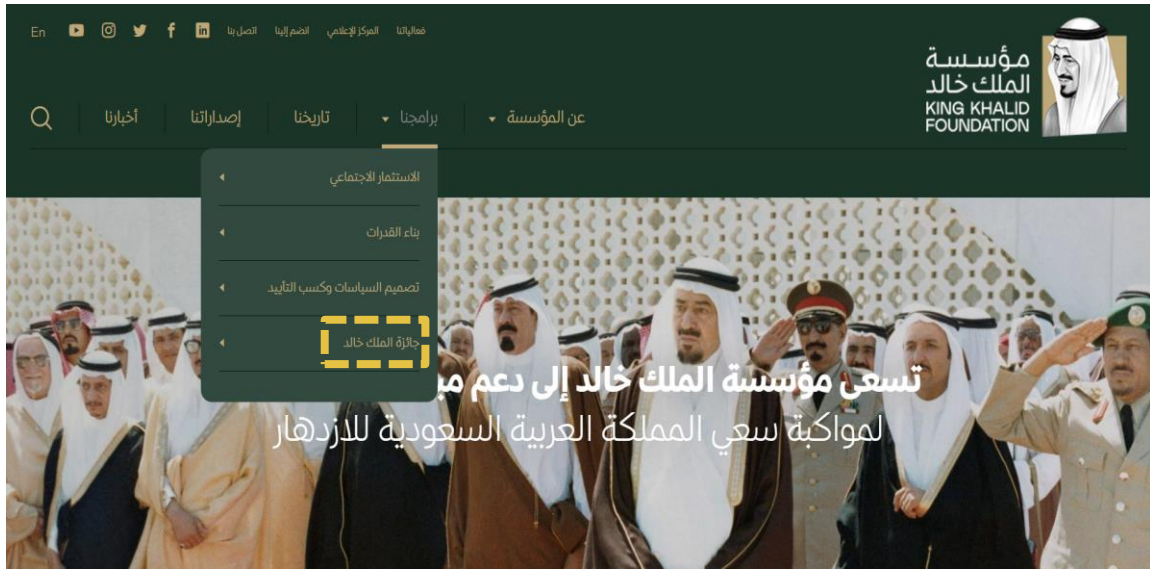 فعالياتنا المركز الإعلامي انضم إلينا اتصل بنا in f En
مؤسسة
الملك خالد
KING KHALID
FOUNDATION
عن المؤسسة برامجنا تاريخنا إصداراتنا أخبارنا
الاستثمار الاجتماعي
بناء القدرات
تصميم السياسات وكسب التأييد
جائزة الملك خالد
تسعى مؤسسة الملك خالد إلى دعم
لمواكبة سعي المملكة العربية السعودية للازدهار